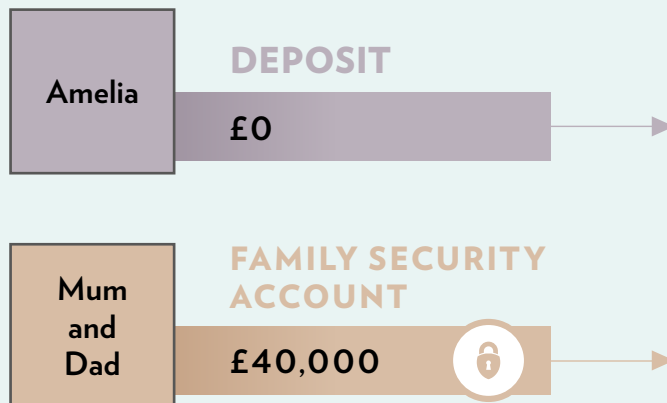 Amelia
DEPOSIT
£0
Mum
and
Dad
FAMILY SECURITY
ACCOUNT
£40,000